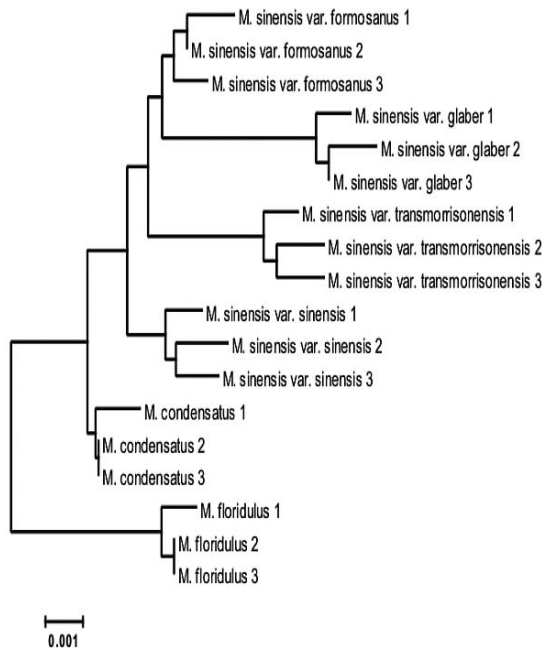 M. sinensis var. formosanus 1
M. sinensis var. formosanus 2
M. sinensis var. formosanus 3
M. sinensis var. glaber 1
M. sinensis var. glaber 2
M. sinensis var. glaber 3
M. sinensis var. transmorrisonensis 1
M. sinensis var. transmorrisonensis 2
M. sinensis var. transmorrisonensis 3
M. sinensis var. sinensis 1
M. sinensis var. sinensis 2
M. sinensis var. sinensis 3
M. condensatus 1
M. condensatus 2
M. condensatus 3
M. floridulus 1
M. floridulus 2
M. floridulus 3
0.001